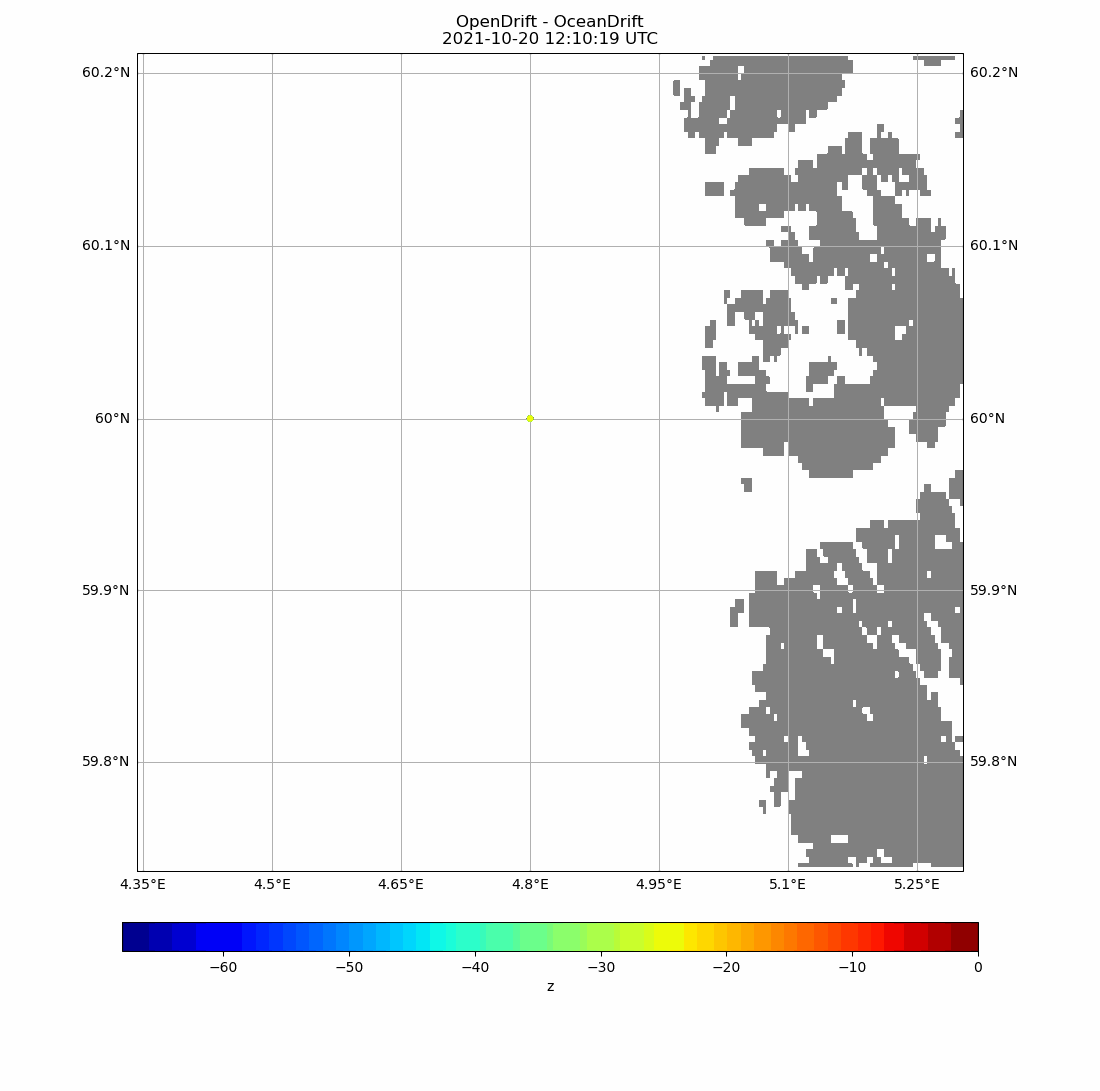 OpenDrift - OceanDrift
2021-10-20 12:10:19 UTC
60.2°N 60.2°N
60.1°N 60.1°N
60°N 60°N
59.9°N 59.9°N
59.8°N 59.8°N
4.35°E 4.5°E 4.65°E 4.8°E 4.95°E 5.1°E 5.25°E
−60 −50 −40 −30 −20 −10 0
z